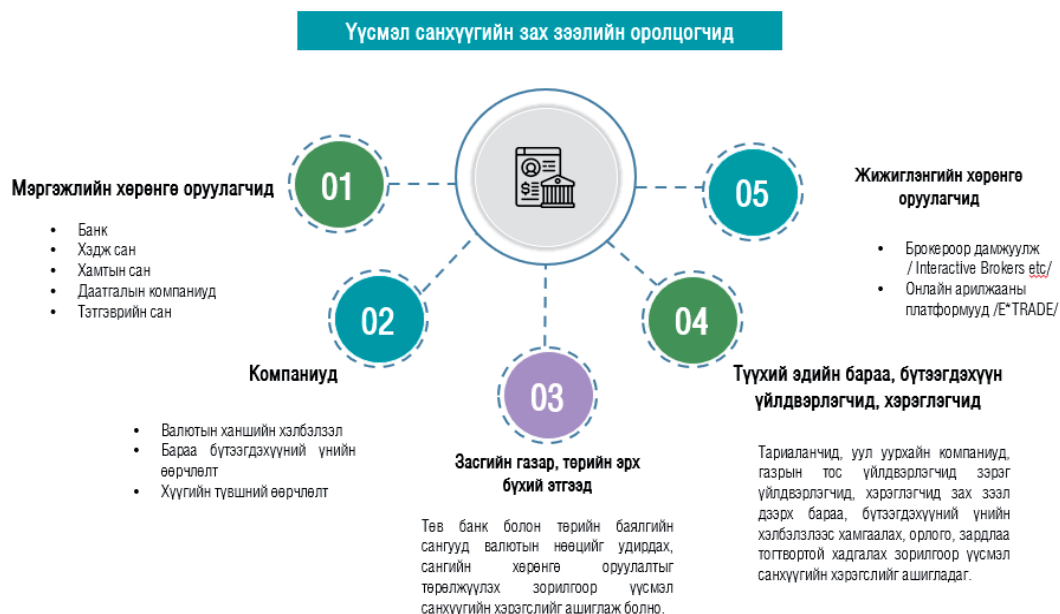 Үүсмэл санхүүгийн зах зээлийн оролцогчид
01
Мэргэжлийн хөрөнгө оруулагчид
• Банк
• Хэдж сан
• Хамтын сан
• Даатгалын компаниуд
• Тэтгэврийн сан
02
Компаниуд
• Валютын ханшийн хэлбэлзэл
• Бараа бүтээгдэхүүний үнийн
өөрчлөлт
• Хүүгийн түвшний өөрчлөлт
03
Засгийн газар, төрийн эрх
бүхий этгээд
Төв банк болон төрийн баялгийн
сангууд валютын нөөцийг удирдах,
сангийн хөрөнгө оруулалтыг
төрөлжүүлэх зорилгоор үүсмэл
санхүүгийн хэрэгслийг ашиглаж болно.
04
Түүхий эдийн бараа, бүтээгдэхүүн
үйлдвэрлэгчид, хэрэглэгчид
Тариаланчид, уул уурхайн компаниуд,
газрын тос үйлдвэрлэгчид зэрэг
үйлдвэрлэгчид, хэрэглэгчид зах зээл
дээрх бараа, бүтээгдэхүүний үнийн
хэлбэлзлээс хамгаалах, орлого, зардлаа
тогтвортой хадгалах зорилгоор үүсмэл
санхүүгийн хэрэгслийг ашигладаг.
05
Жижиглэнгийн хөрөнгө
оруулагчид
• Брокероор дамжуулж
/ Interactive Brokers etc/
• Онлайн арилжааны
платформууд /E*TRADE/